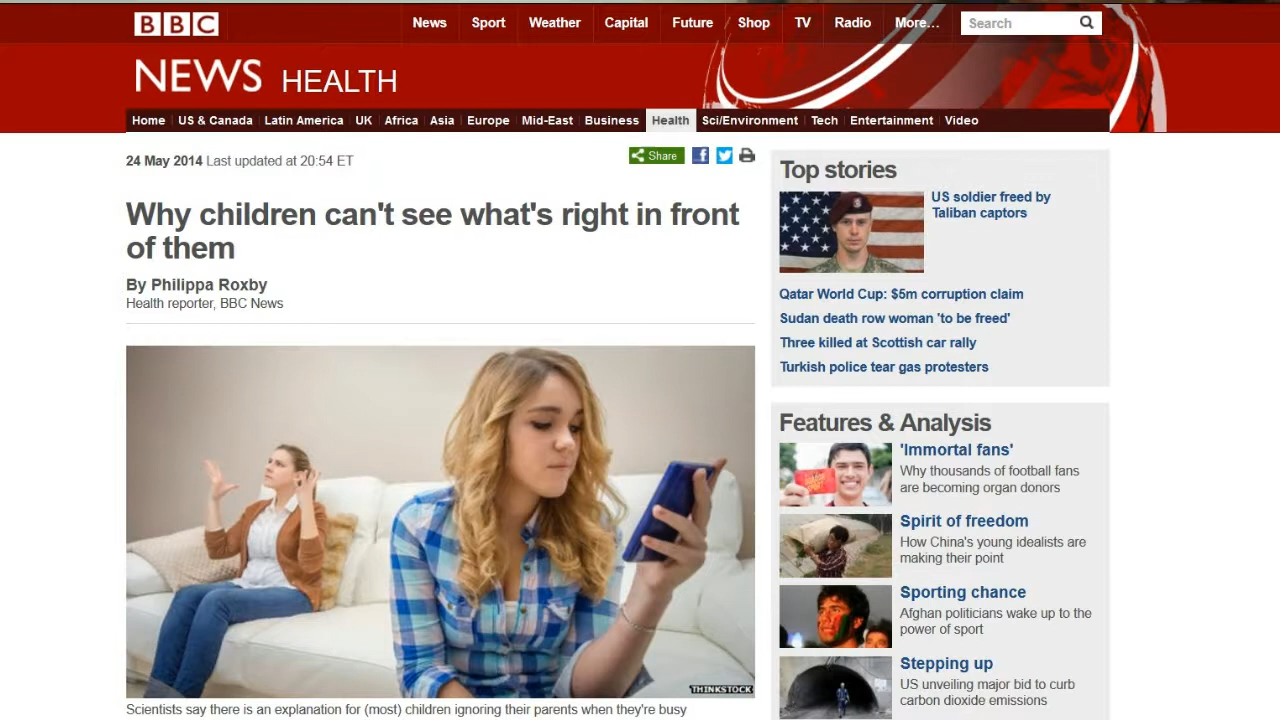 BBC
News Sport Weather Capital Future Shop TV Radio More... Search
NEWS HEALTH
Home US & Canada Latin America UK Africa Asia Europe Mid-East Business Health Sci/Environment Tech Entertainment Video
24 May 2014 Last updated at 20:54 ET
Share
Why children can't see what's right in front
of them
By Philippa Roxby
Health reporter, BBC News
THINKSTOCK
Scientists say there is an explanation for (most) children ignoring their parents when they're busy
Top stories
US soldier freed by
Taliban captors
Qatar World Cup: $5m corruption claim
Sudan death row woman 'to be freed'
Three killed at Scottish car rally
Turkish police tear gas protesters
Features & Analysis
'Immortal fans'
Why thousands of football fans
are becoming organ donors
Spirit of freedom
How China's young idealists are
making their point
Sporting chance
Afghan politicians wake up to the
power of sport
Stepping up
US unveiling major bid to curb
carbon dioxide emissions